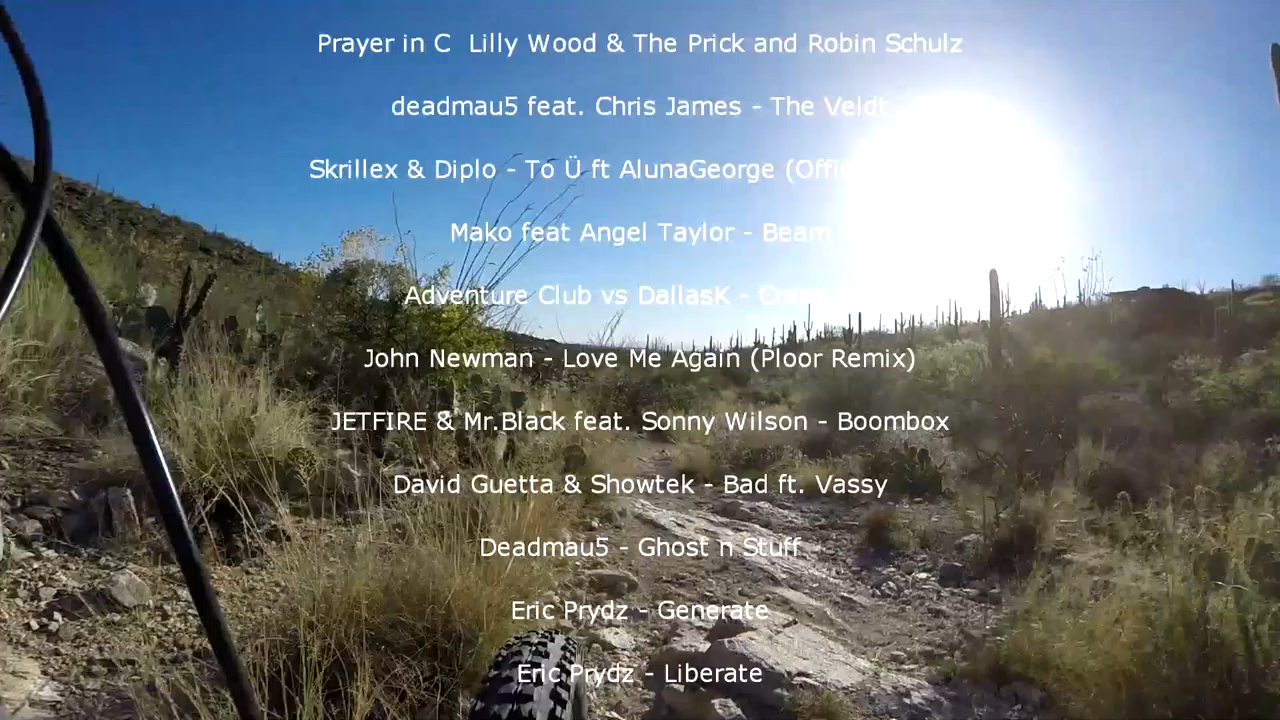 Prayer in C  Lilly Wood & The Prick and Robin Schulz
deadmau5 feat. Chris James - The Veldt
Skrillex & Diplo - To Ü ft AlunaGeorge
Mako feat Angel Taylor - Beam
Adventure Club vs DallasK -
John Newman - Love Me Again (Ploor Remix)
JETFIRE & Mr.Black feat. Sonny Wilson - Boombox
David Guetta & Showtek - Bad ft. Vassy
Deadmau5 - Ghost n Stuff
Eric Prydz - Generate
Eric Prydz - Liberate